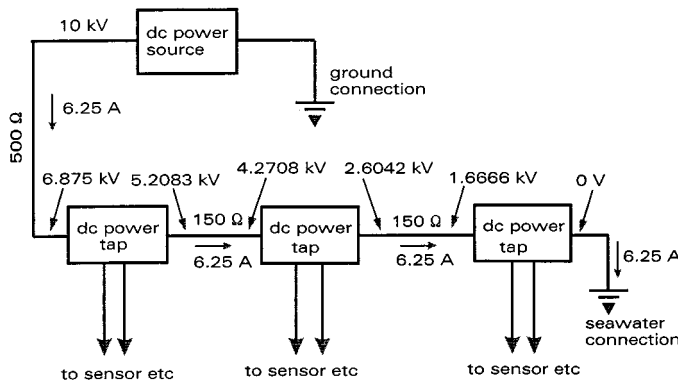 10 kV
dc power
source
ground
connection
500 Ω
6.25 A
6.875 kV
5.2083 kV
4.2708 kV
2.6042 kV
1.6666 kV
0 V
dc power
tap
150 Ω
6.25 A
dc power
tap
150 Ω
6.25 A
dc power
tap
6.25 A
seawater
connection
to sensor etc
to sensor etc
to sensor etc